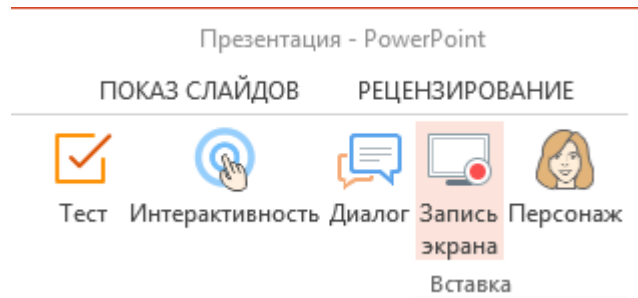 Презентация - PowerPoint
ПОКАЗ СЛАЙДОВ РЕЦЕНЗИРОВАНИЕ
Тест Интерактивность Диалог Запись экрана Персонаж
Вставка